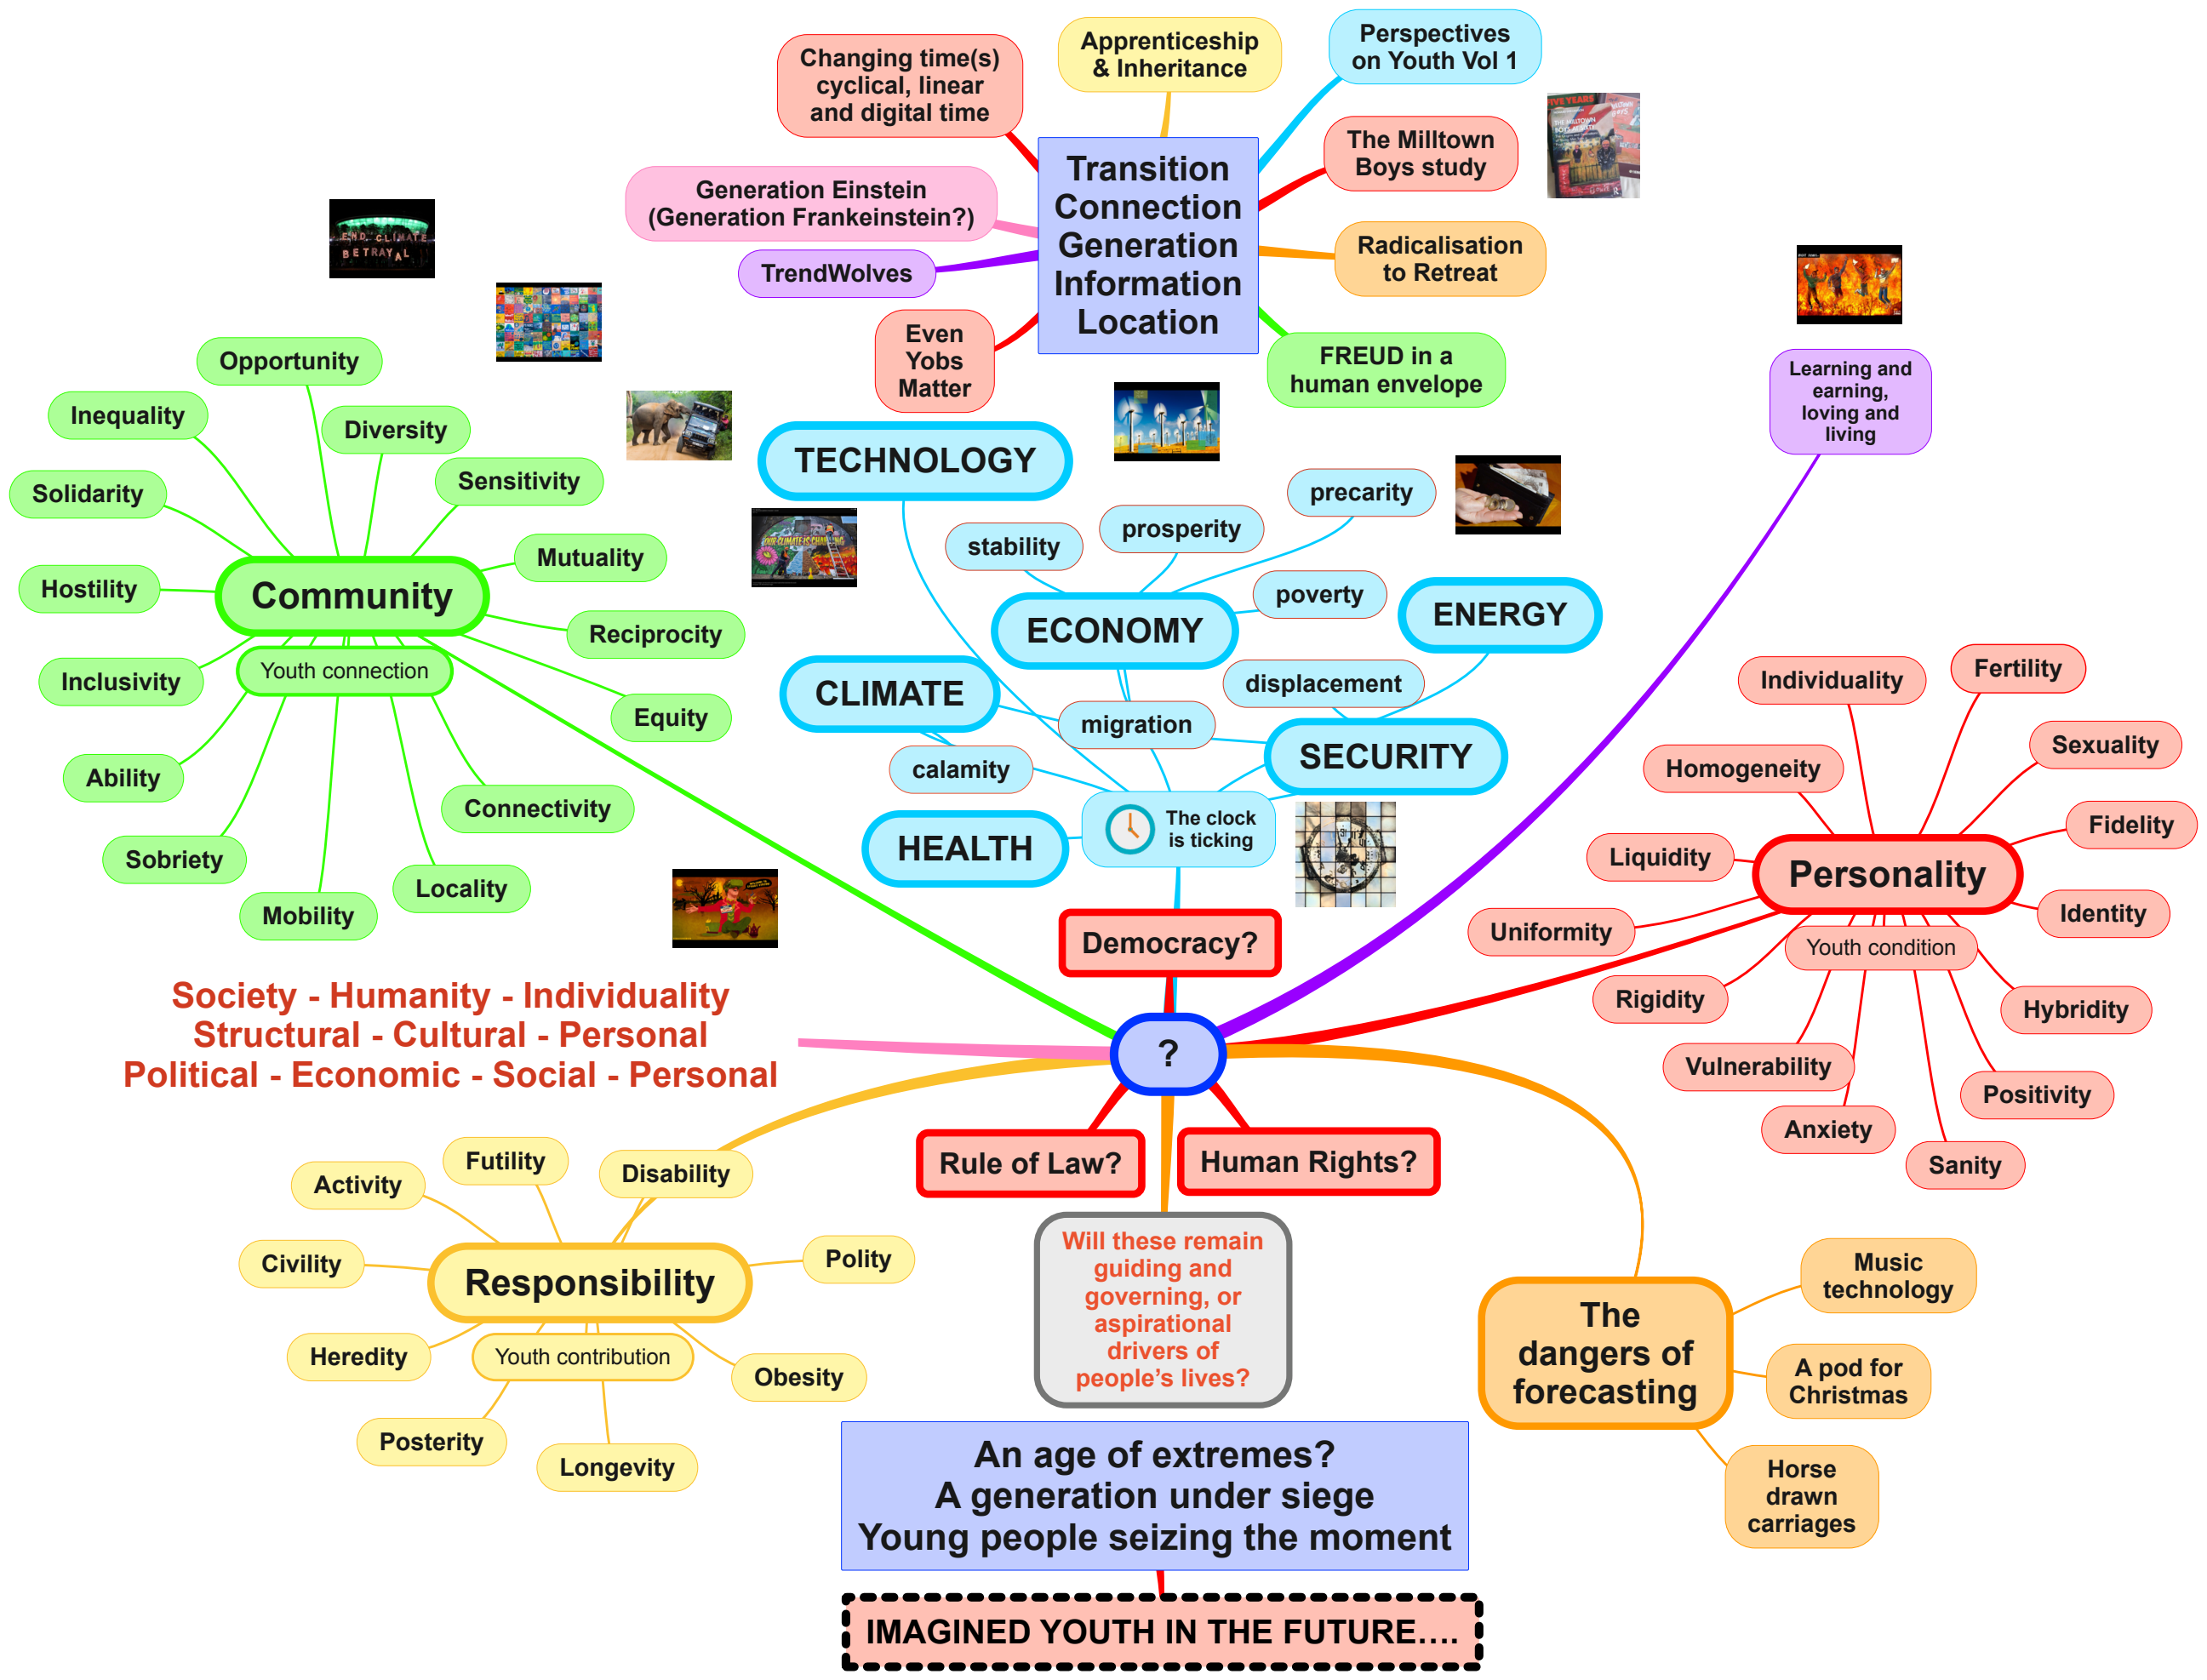 Changing time(s)
cyclical, linear
and digital time
Apprenticeship
& Inheritance
Perspectives
on Youth Vol 1
The Milltown
Boys study
Generation Einstein
(Generation Frankeinstein?)
Transition
Connection
Generation
Information
Location
TrendWolves
Radicalisation
to Retreat
Even
Yobs
Matter
FREUD in a
human envelope
END CLIMATE
BETRAYAL
FIVE YEARS
THE MILLTOWN
Learning and
earning,
loving and
living
Opportunity
Inequality
Diversity
Solidarity
Sensitivity
Mutuality
Hostility
Community
Reciprocity
Youth connection
Inclusivity
Equity
Ability
Connectivity
Sobriety
Locality
Mobility
TECHNOLOGY
OUR CLIMATE IS CHANGING
stability
prosperity
precarity
poverty
ECONOMY
ENERGY
CLIMATE
displacement
migration
SECURITY
calamity
HEALTH
The clock
is ticking
Individuality
Fertility
Homogeneity
Sexuality
Liquidity
Fidelity
Personality
Uniformity
Identity
Youth condition
Rigidity
Hybridity
Vulnerability
Positivity
Anxiety
Sanity
Democracy?
?
Society - Humanity - Individuality
Structural - Cultural - Personal
Political - Economic - Social - Personal
Rule of Law?
Human Rights?
Will these remain
guiding and
governing, or
aspirational
drivers of
people’s lives?
Futility
Activity
Disability
Civility
Polity
Responsibility
Heredity
Youth contribution
Obesity
Posterity
Longevity
The
dangers of
forecasting
Music
technology
A pod for
Christmas
Horse
drawn
carriages
An age of extremes?
A generation under siege
Young people seizing the moment
IMAGINED YOUTH IN THE FUTURE….